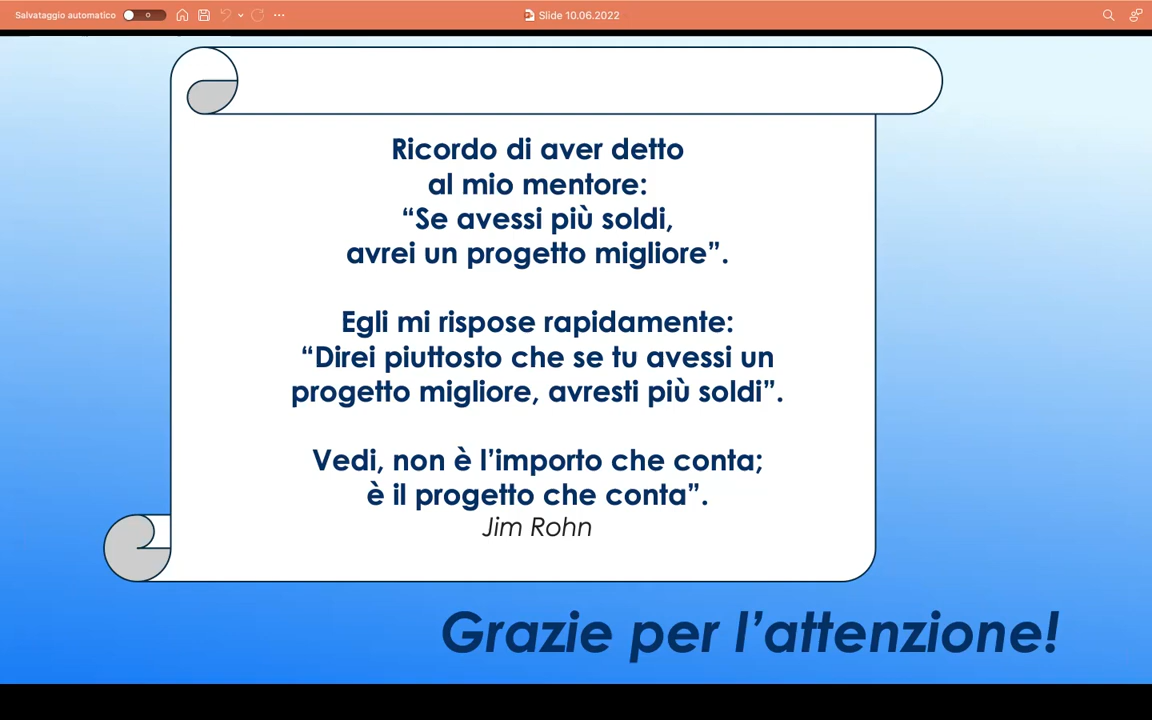 Salvataggio automatico
Slide 10.06.2022
Ricordo di aver detto
al mio mentore:
“Se avessi più soldi,
avrei un progetto migliore”.
Egli mi rispose rapidamente:
“Direi piuttosto che se tu avessi un
progetto migliore, avresti più soldi”.
Vedi, non è l’importo che conta;
è il progetto che conta”.
Jim Rohn
Grazie per l’attenzione!